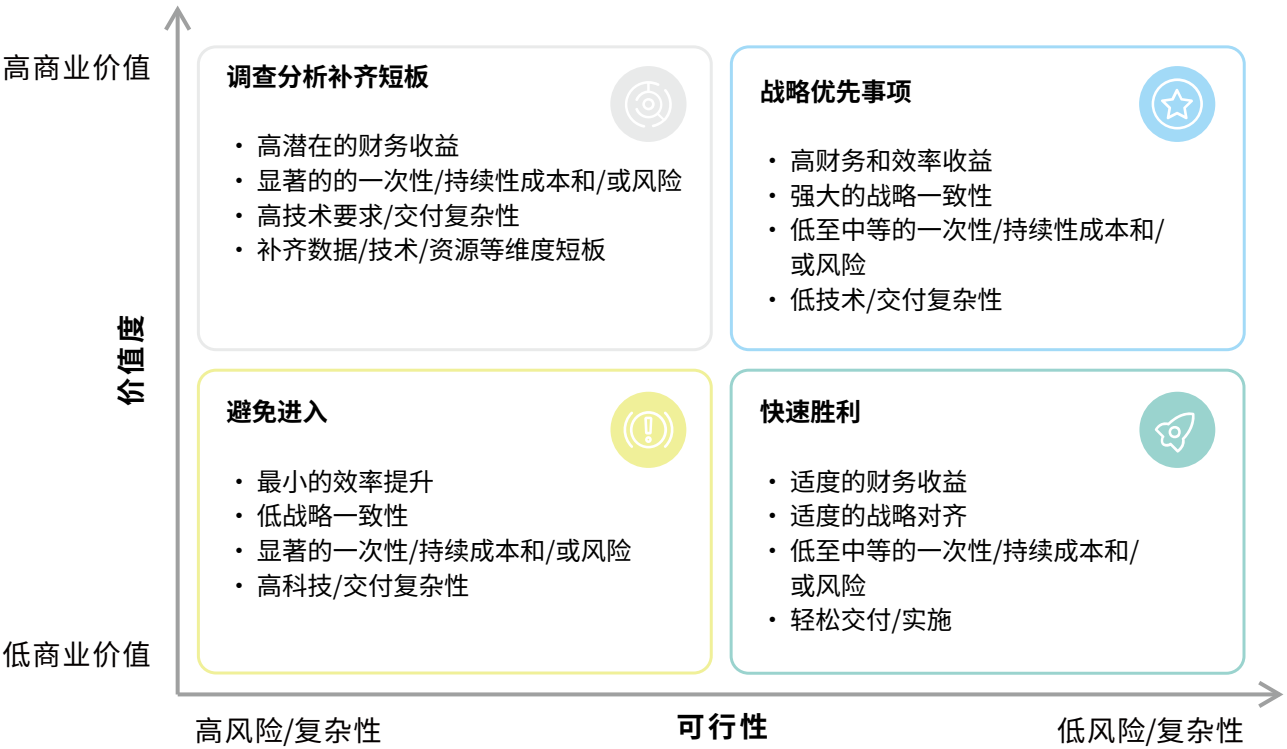 高商业价值
调查分析补齐短板
• 高潜在的财务收益
• 显著的的一次性/持续性成本和/或风险
• 高技术要求/交付复杂性
• 补齐数据/技术/资源等维度短板
战略优先事项
• 高财务和效率收益
• 强大的战略一致性
• 低至中等的一次性/持续性成本和/
或风险
• 低技术/交付复杂性
价值度
避免进入
• 最小的效率提升
• 低战略一致性
• 显著的一次性/持续成本和/或风险
• 高科技/交付复杂性
快速胜利
• 适度的财务收益
• 适度的战略对齐
• 低至中等的一次性/持续成本和/
或风险
• 轻松交付/实施
低商业价值
高风险/复杂性
可行性
低风险/复杂性